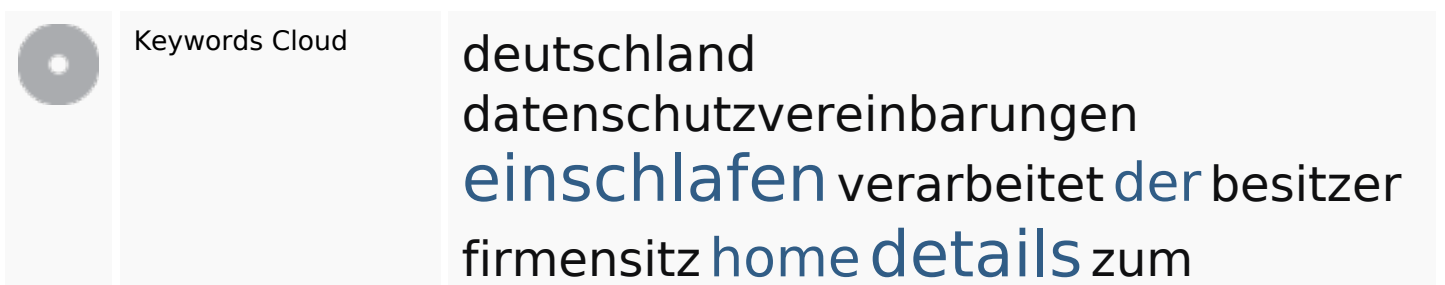 Keywords Cloud
deutschland
datenschutzvereinbarungen
einschlafen verarbeitet der besitzer
firmensitz home details zum